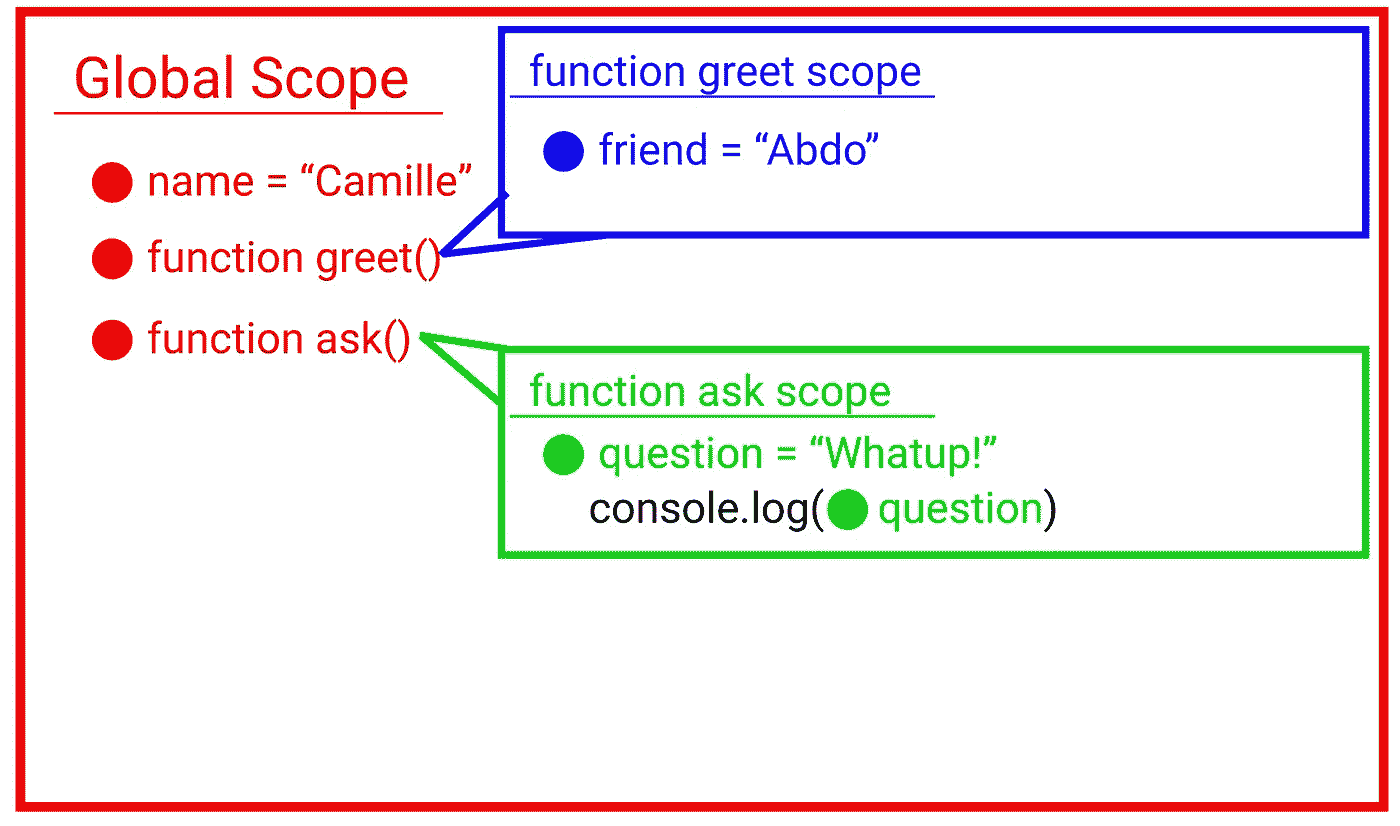 Global Scope
name = “Camille”
function greet()
function ask()
function greet scope
friend = “Abdo”
function ask scope
question = “Whatup!”
console.log( question)